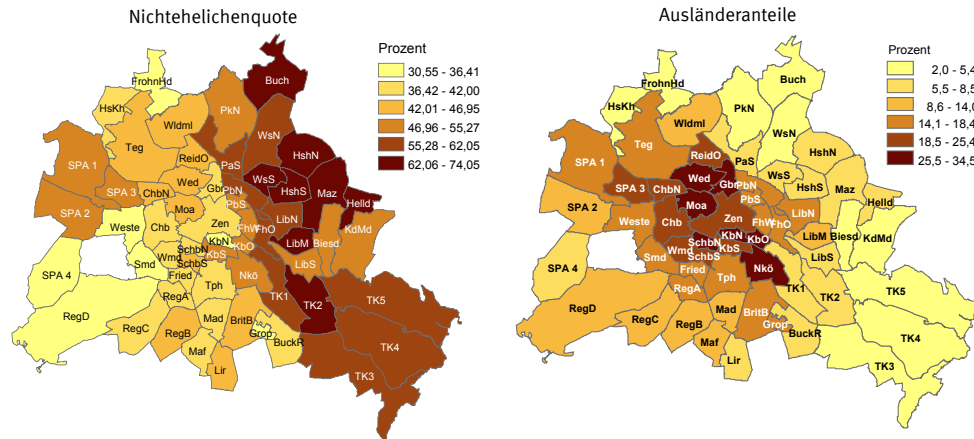 Nichtehelichenquote
Prozent
30,55 - 36,41
36,42 - 42,00
42,01 - 46,95
46,96 - 55,27
55,28 - 62,05
62,06 - 74,05
FrohnHd
Buch
HsKh
PkN
Wldml
WsN
Teg
HshN
SPA 1
ReidO
PaS
WsS
Wed
Maz
SPA 3
ChbN
Gbr
PbN
HshS
Helld
SPA 2
Moa
PbS
LibN
KdMz
Weste
Chb
Zen
FhW
FhO
LibM
Biesd
KbN
SchbN
KbO
KbS
SPA 4
Smd
Wmd
SchbS
LibS
Fried
Nkö
RegA
Tph
TK1
TK2
TK5
RegD
RegC
Mad
BritB
RegB
Grop
BuckR
TK4
Maf
Lir
TK3
Ausländeranteile
Prozent
2,0 - 5,4
5,5 - 8,5
8,6 - 14,0
14,1 - 18,4
18,5 - 25,4
25,5 - 34,5
FrohnHd
Buch
HsKh
PkN
Wldml
WsN
Teg
HshN
SPA 1
ReidO
PaS
WsS
Wed
Maz
SPA 3
ChbN
Gbr
PbN
HshS
Helld
SPA 2
Moa
PbS
LibN
KdMz
Weste
Chb
Zen
FhW
FhO
LibM
Biesd
KbN
SchbN
KbO
KbS
SPA 4
Smd
Wmd
SchbS
LibS
Fried
Nkö
RegA
Tph
TK1
TK2
TK5
RegD
RegC
Mad
BritB
RegB
Grop
BuckR
TK4
Maf
Lir
TK3